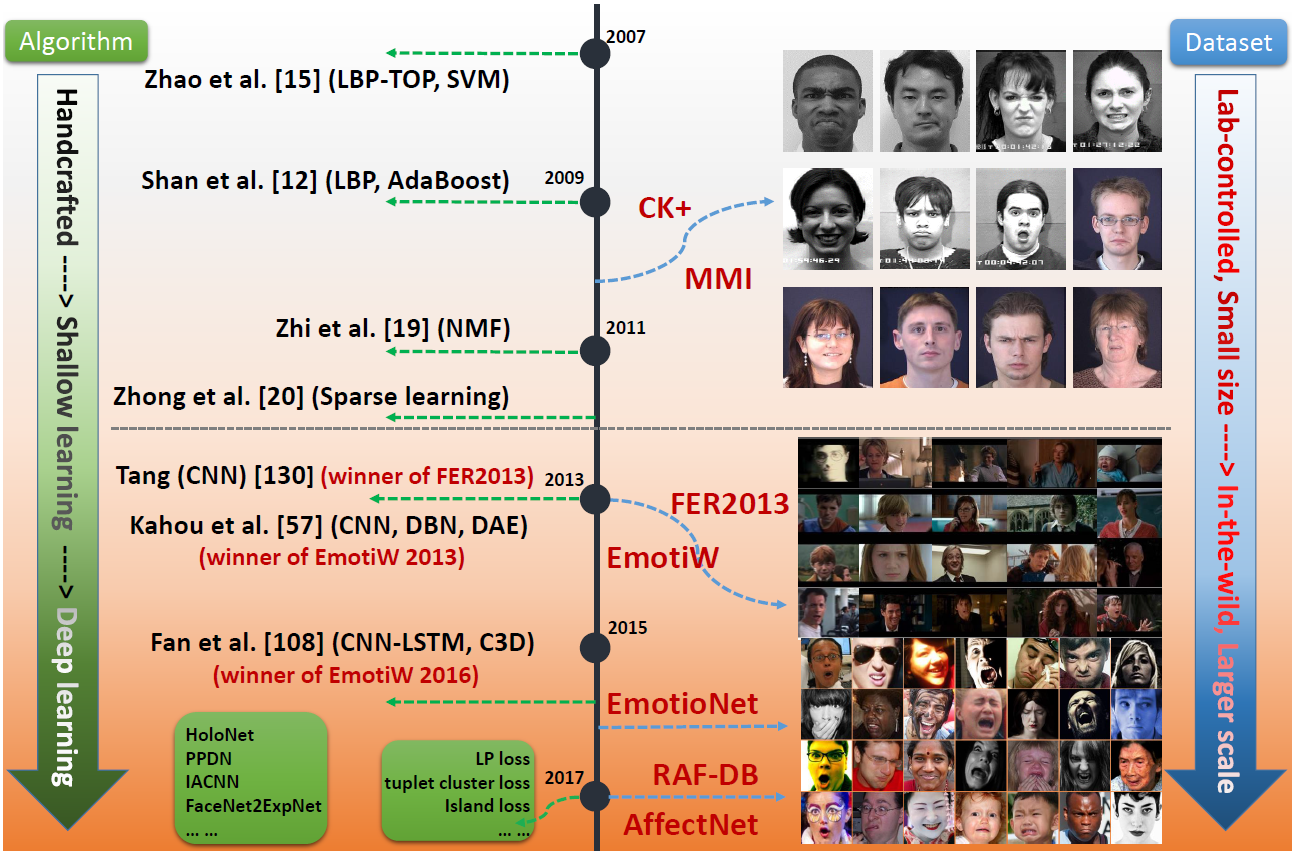 Algorithm
Dataset
2007
Zhao et al. [15] (LBP-TOP, SVM)
Shan et al. [12] (LBP, AdaBoost)
2009
CK+
MMI
Zhi et al. [19] (NMF)
2011
Zhong et al. [20] (Sparse learning)
Tang (CNN) [130] (winner of FER2013)
2013
FER2013
Kahou et al. [57] (CNN, DBN, DAE)
(winner of EmotiW 2013)
EmotiW
Fan et al. [108] (CNN-LSTM, C3D)
2015
(winner of EmotiW 2016)
EmotioNet
HoloNet
PPDN
IACNN
FaceNet2ExpNet
... ...
LP loss
tuplet cluster loss
Island loss
... ...
2017
RAF-DB
AffectNet
Handcrafted ----> Shallow learning ----> Deep learning
Lab-controlled, Small size ----> In-the-wild, Larger scale